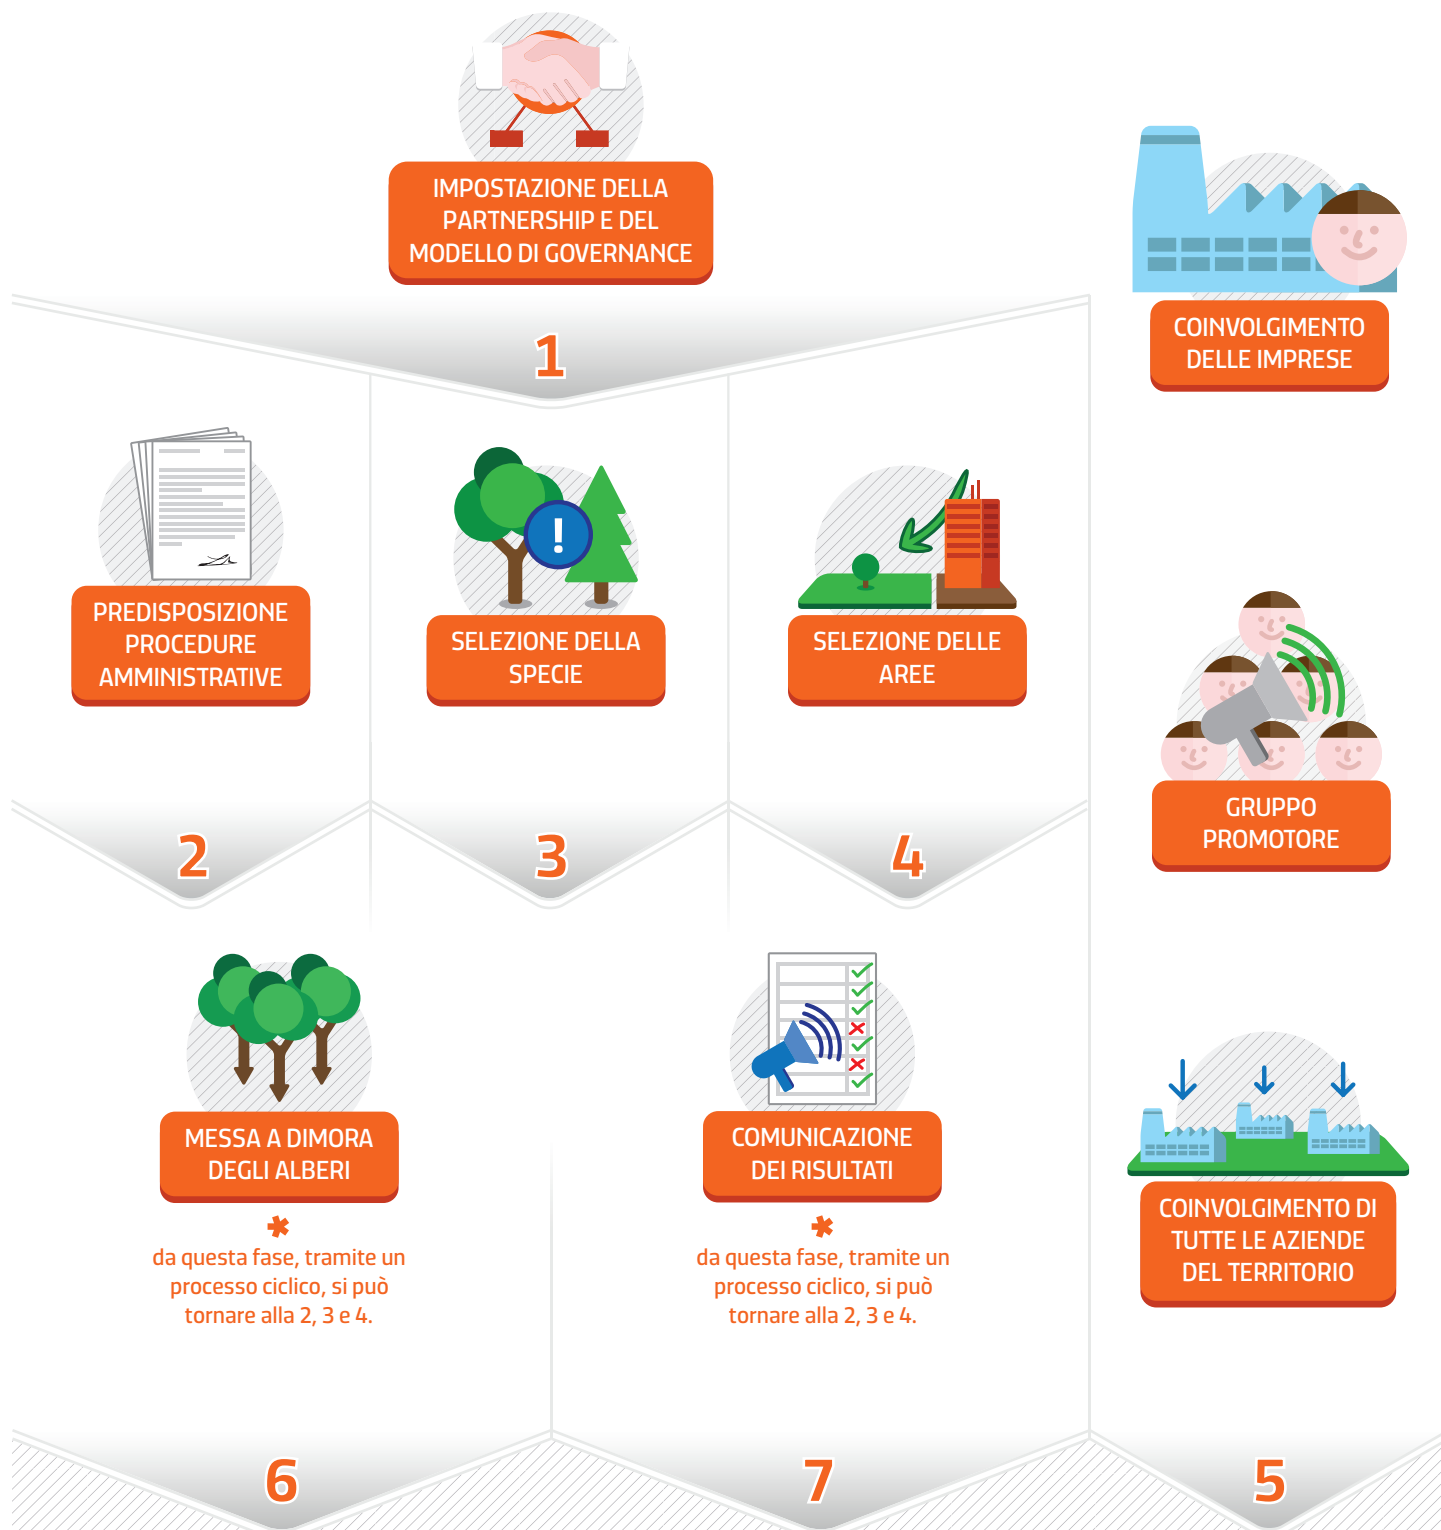 IMPOSTAZIONE DELLA
PARTNERSHIP E DEL
MODELLO DI GOVERNANCE
1
COINVOLGIMENTO
DELLE IMPRESE
PREDISPOSIZIONE
PROCEDURE
AMMINISTRATIVE
2
!
SELEZIONE DELLA
SPECIE
3
SELEZIONE DELLE
AREE
4
GRUPPO
PROMOTORE
MESSA A DIMORA
DEGLI ALBERI
*
da questa fase, tramite un
processo ciclico, si può
tornare alla 2, 3 e 4.
6
COMUNICAZIONE
DEI RISULTATI
*
da questa fase, tramite un
processo ciclico, si può
tornare alla 2, 3 e 4.
7
COINVOLGIMENTO DI
TUTTE LE AZIENDE
DEL TERRITORIO
5